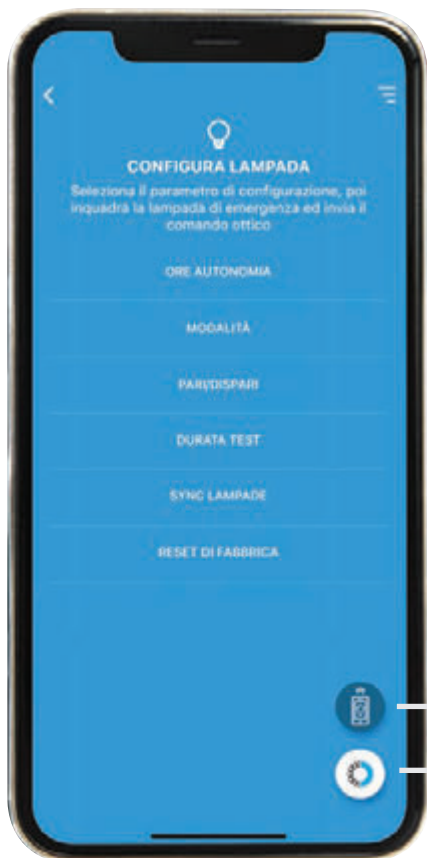 CONFIGURA LAMPADA
Seleziona il parametro di configurazione, poi
inquadra la lampada di emergenza ed invia il
comando ottico
ORE AUTONOMIA
MODALITÀ
PARI/DISPARI
DURATA TEST
SYNC LAMPADE
RESET DI FABBRICA